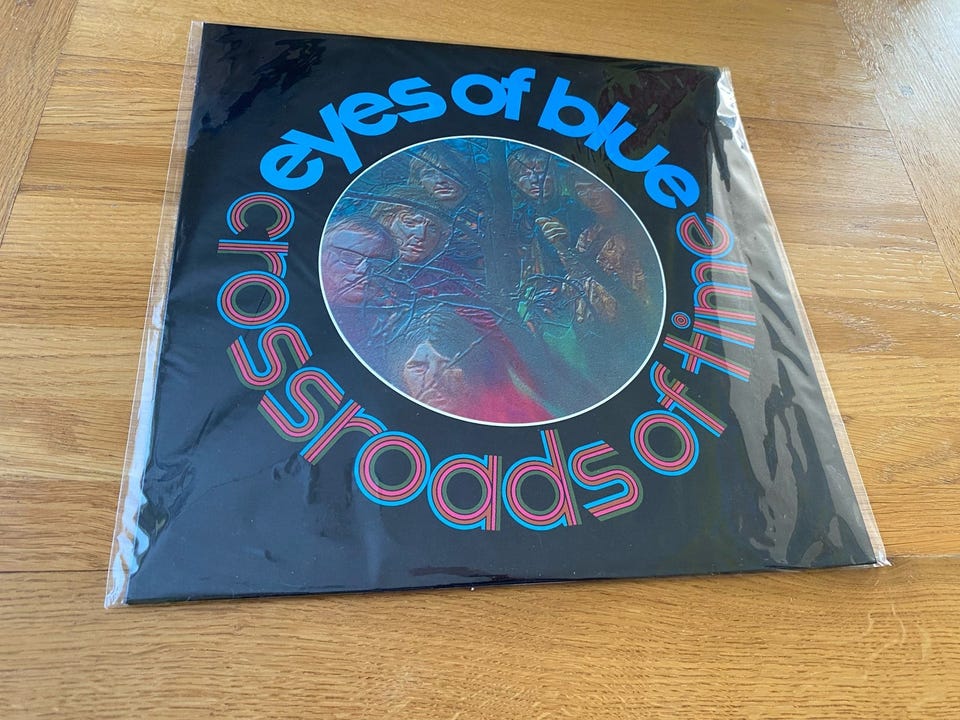 eyes of blue
crossroads of time